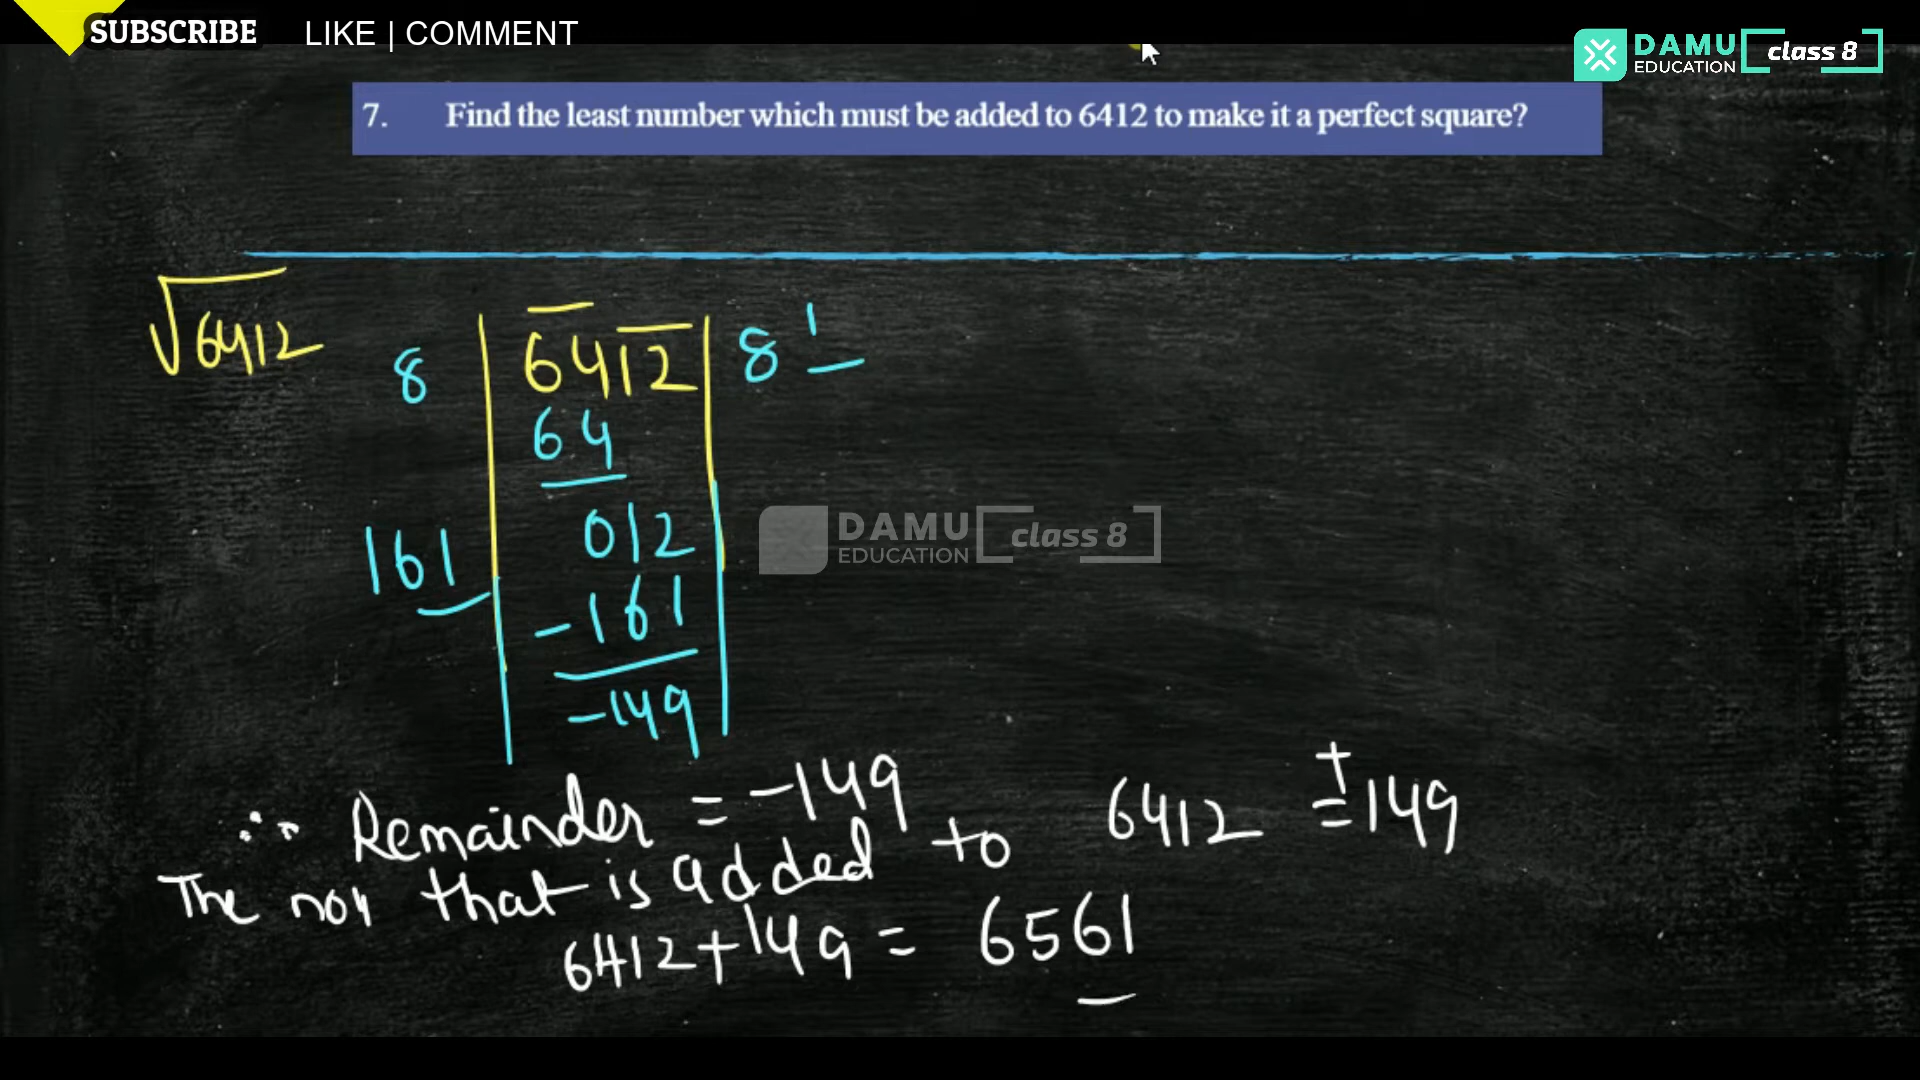 SUBSCRIBE LIKE | COMMENT
DAMU EDUCATION class 8
7. Find the least number which must be added to 6412 to make it a perfect square?
√6412
8 | 6412 | 81
64
161 | 012
-161
-149
∴ Remainder = -149
The no that is added to 6412 = + 149
6412+149 = 6561
DAMU EDUCATION class 8